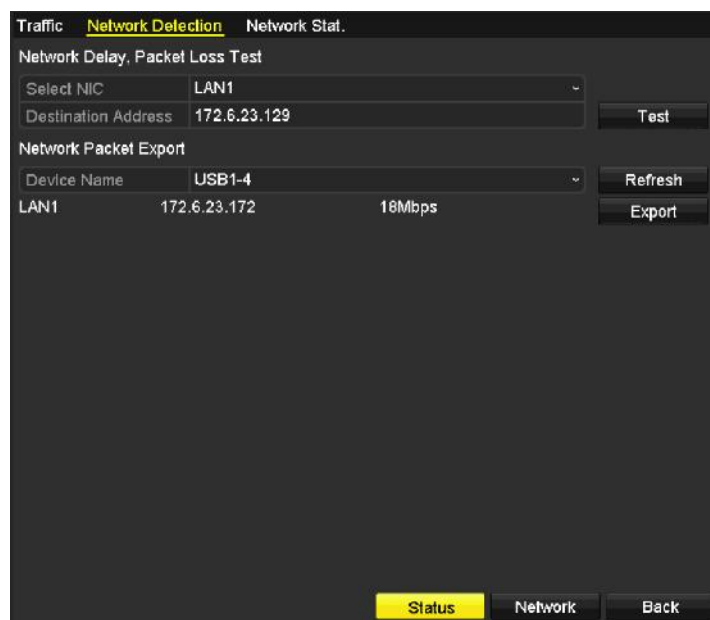 Traffic Network Detection Network Stat.
Network Delay, Packet Loss Test
Select NIC LAN1
Destination Address 172.6.23.129 Test
Network Packet Export
Device Name USB1-4 Refresh
LAN1 172.6.23.172 18Mbps Export
Status Network Back